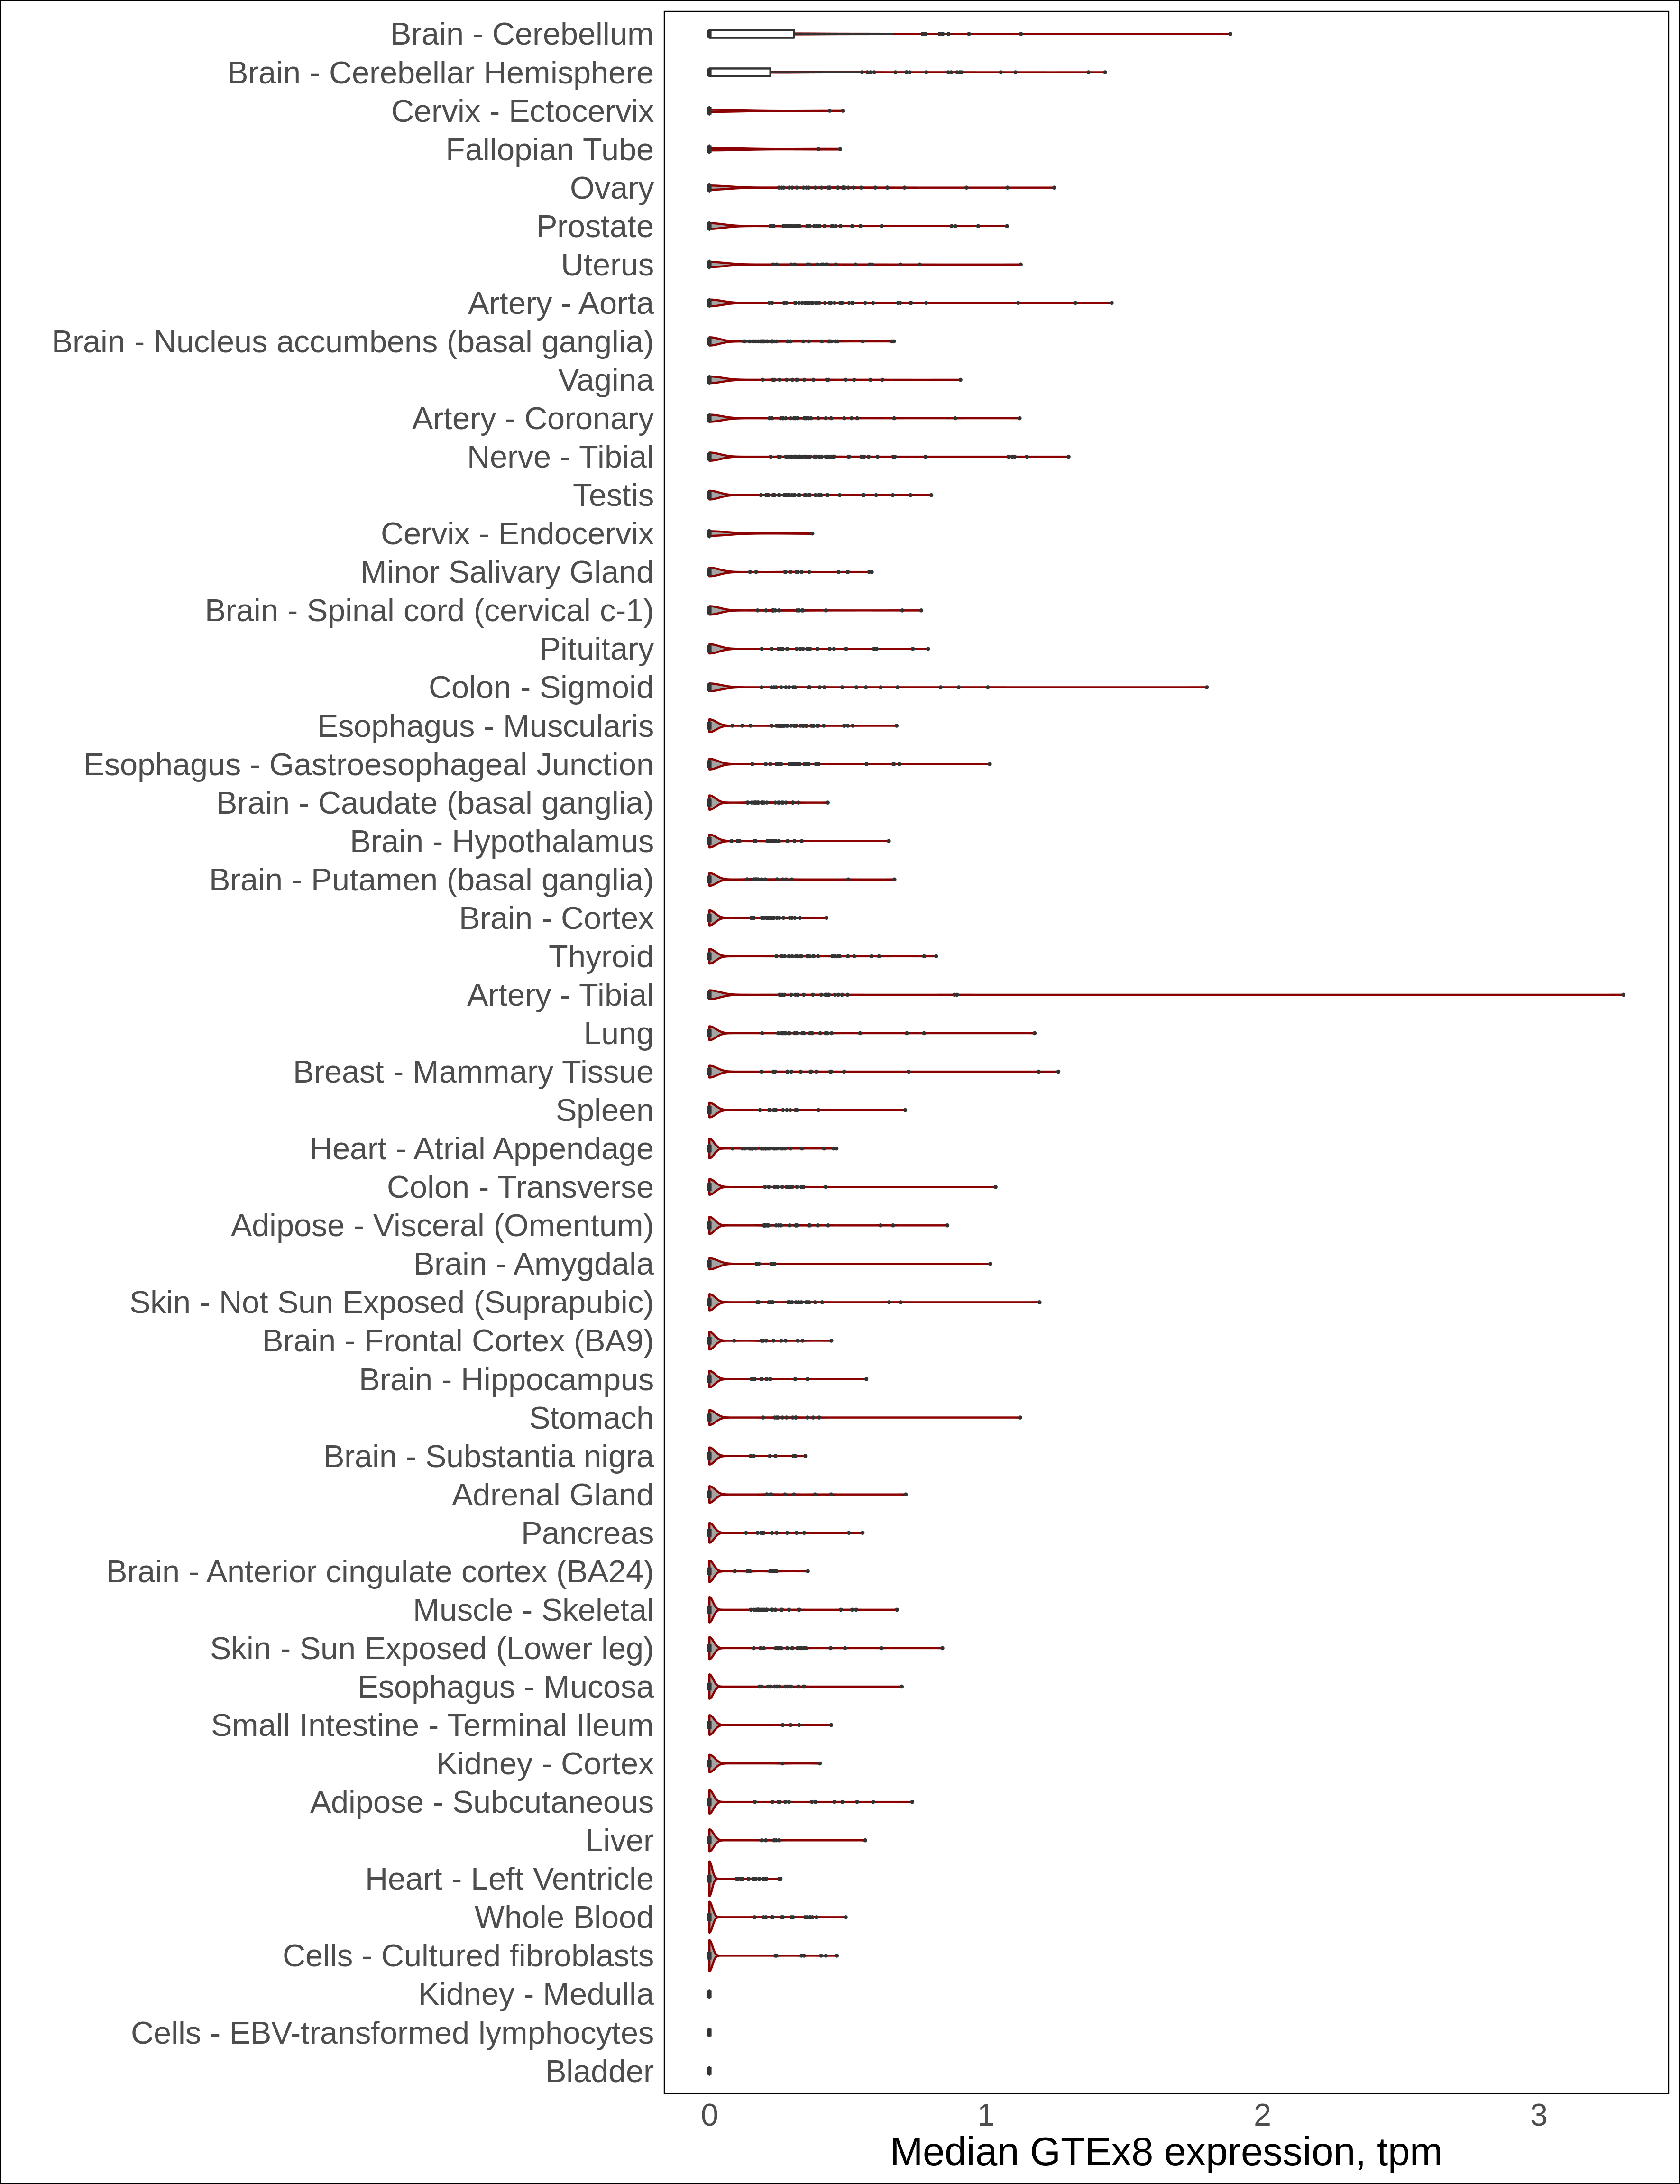 Brain - Cerebellum
Brain - Cerebellar Hemisphere
Cervix - Ectocervix
Fallopian Tube
Ovary
Prostate
Uterus
Artery - Aorta
Brain - Nucleus accumbens (basal ganglia)
Vagina
Artery - Coronary
Nerve - Tibial
Testis
Cervix - Endocervix
Minor Salivary Gland
Brain - Spinal cord (cervical c-1)
Pituitary
Colon - Sigmoid
Esophagus - Muscularis
Esophagus - Gastroesophageal Junction
Brain - Caudate (basal ganglia)
Brain - Hypothalamus
Brain - Putamen (basal ganglia)
Brain - Cortex
Thyroid
Artery - Tibial
Lung
Breast - Mammary Tissue
Spleen
Heart - Atrial Appendage
Colon - Transverse
Adipose - Visceral (Omentum)
Brain - Amygdala
Skin - Not Sun Exposed (Suprapubic)
Brain - Frontal Cortex (BA9)
Brain - Hippocampus
Stomach
Brain - Substantia nigra
Adrenal Gland
Pancreas
Brain - Anterior cingulate cortex (BA24)
Muscle - Skeletal
Skin - Sun Exposed (Lower leg)
Esophagus - Mucosa
Small Intestine - Terminal Ileum
Kidney - Cortex
Adipose - Subcutaneous
Liver
Heart - Left Ventricle
Whole Blood
Cells - Cultured fibroblasts
Kidney - Medulla
Cells - EBV-transformed lymphocytes
Bladder
0 1 2 3
Median GTEx8 expression, tpm